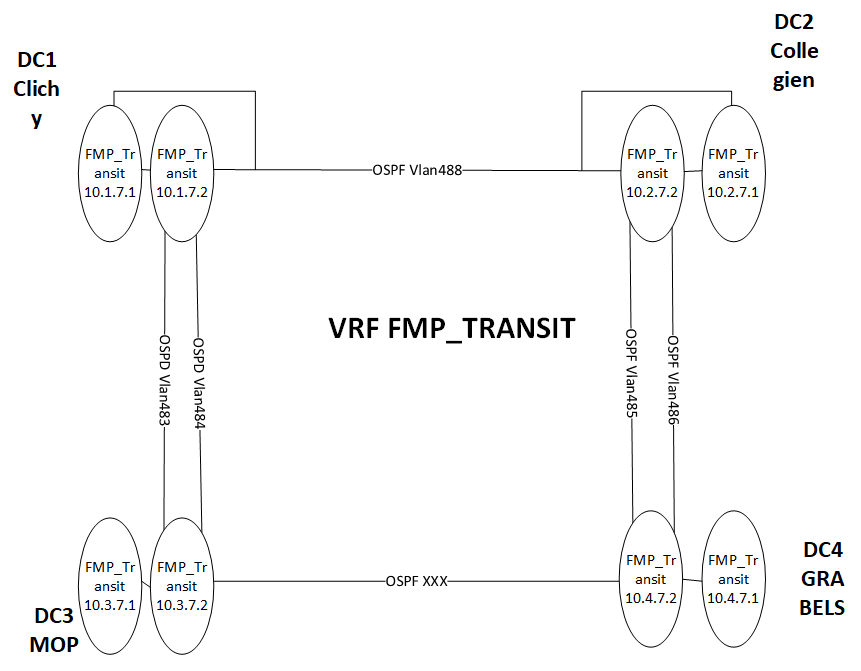 DC1
Clich
y
DC2
Colle
gien
FMP_Tr
ansit
10.1.7.1
FMP_Tr
ansit
10.1.7.2
OSPF Vlan488
FMP_Tr
ansit
10.2.7.2
FMP_Tr
ansit
10.2.7.1
VRF FMP_TRANSIT
OSPD Vlan483
OSPD Vlan484
OSPF Vlan485
OSPF Vlan486
FMP_Tr
ansit
10.3.7.1
FMP_Tr
ansit
10.3.7.2
OSPF XXX
FMP_Tr
ansit
10.4.7.2
FMP_Tr
ansit
10.4.7.1
DC3
MOP
DC4
GRA
BELS